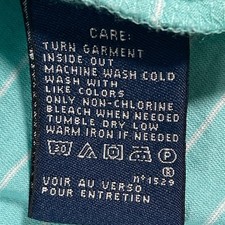 CARE:
TURN GARMENT
INSIDE OUT
MACHINE WASH COLD
WASH WITH
LIKE COLORS
ONLY NON-CHLORINE
BLEACH WHEN NEEDED
TUMBLE DRY LOW
WARM IRON IF NEEDED
30 P
nº1529
VOIR AU VERSO
POUR ENTRETIEN